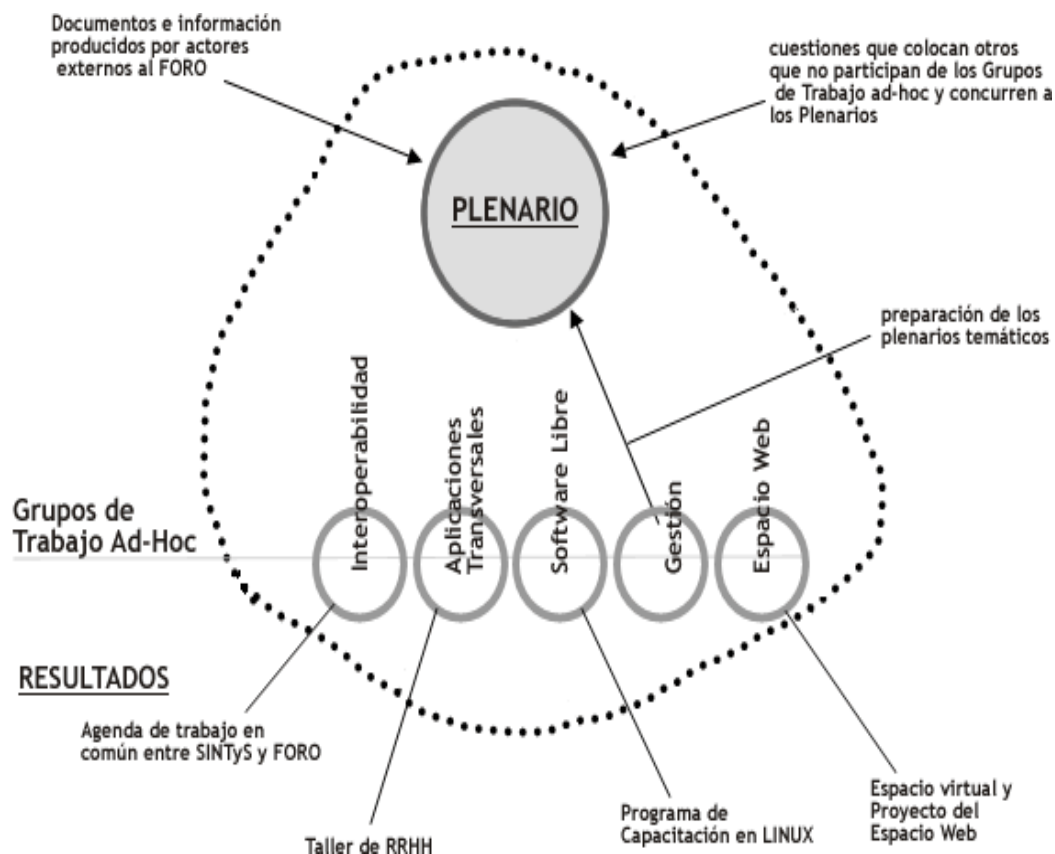 Documentos e información
producidos por actores
externos al FORO
cuestiones que colocan otros
que no participan de los Grupos
de Trabajo ad-hoc y concurren a
los Plenarios
PLENARIO
preparación de los
plenarios temáticos
Grupos de
Trabajo Ad-Hoc
Interoperabilidad
Aplicaciones
Transversales
Software Libre
Gestión
Espacio Web
RESULTADOS
Agenda de trabajo en
común entre SINTyS y FORO
Taller de RRHH
Programa de
Capacitación en LINUX
Espacio virtual y
Proyecto del
Espacio Web